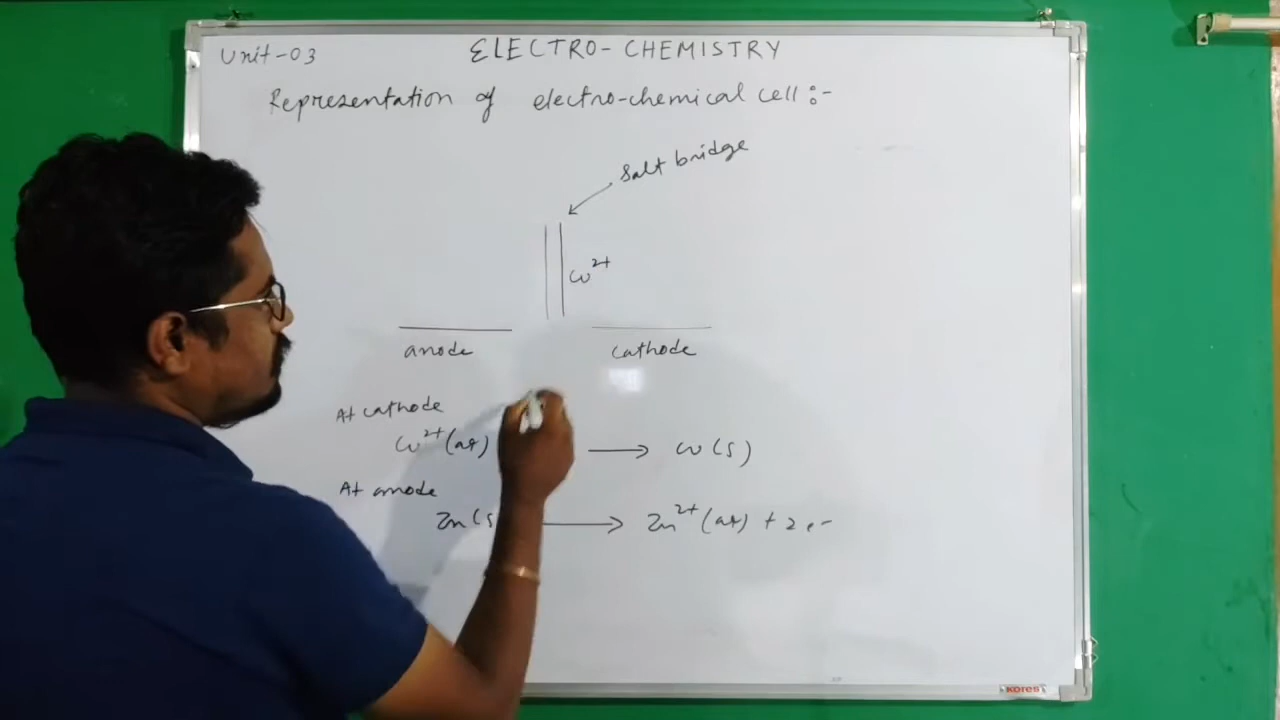 Unit-03
ELECTRO-CHEMISTRY
Representation of electro-chemical cell :-
Salt bridge
Cu²⁺
anode
cathode
At cathode
Cu²⁺(aq) → Cu(s)
At anode
Zn(s → Zn²⁺(aq) + 2e⁻
KORES